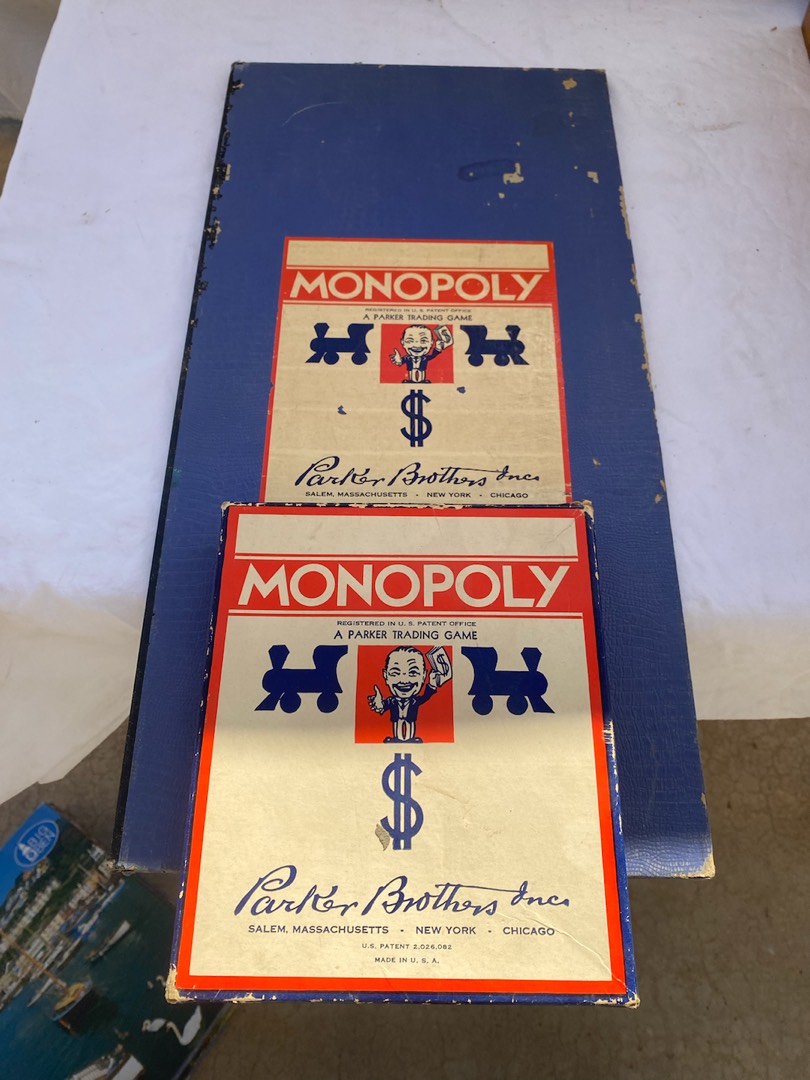 MONOPOLY
REGISTERED IN U.S. PATENT OFFICE
A PARKER TRADING GAME
$
$
Parker Brothers Inc.
SALEM, MASSACHUSETTS • NEW YORK • CHICAGO
MONOPOLY
REGISTERED IN U. S. PATENT OFFICE
A PARKER TRADING GAME
$
$
Parker Brothers Inc.
SALEM, MASSACHUSETTS • NEW YORK • CHICAGO
U.S. PATENT 2,026,082
MADE IN U. S. A.
BIG
BEN